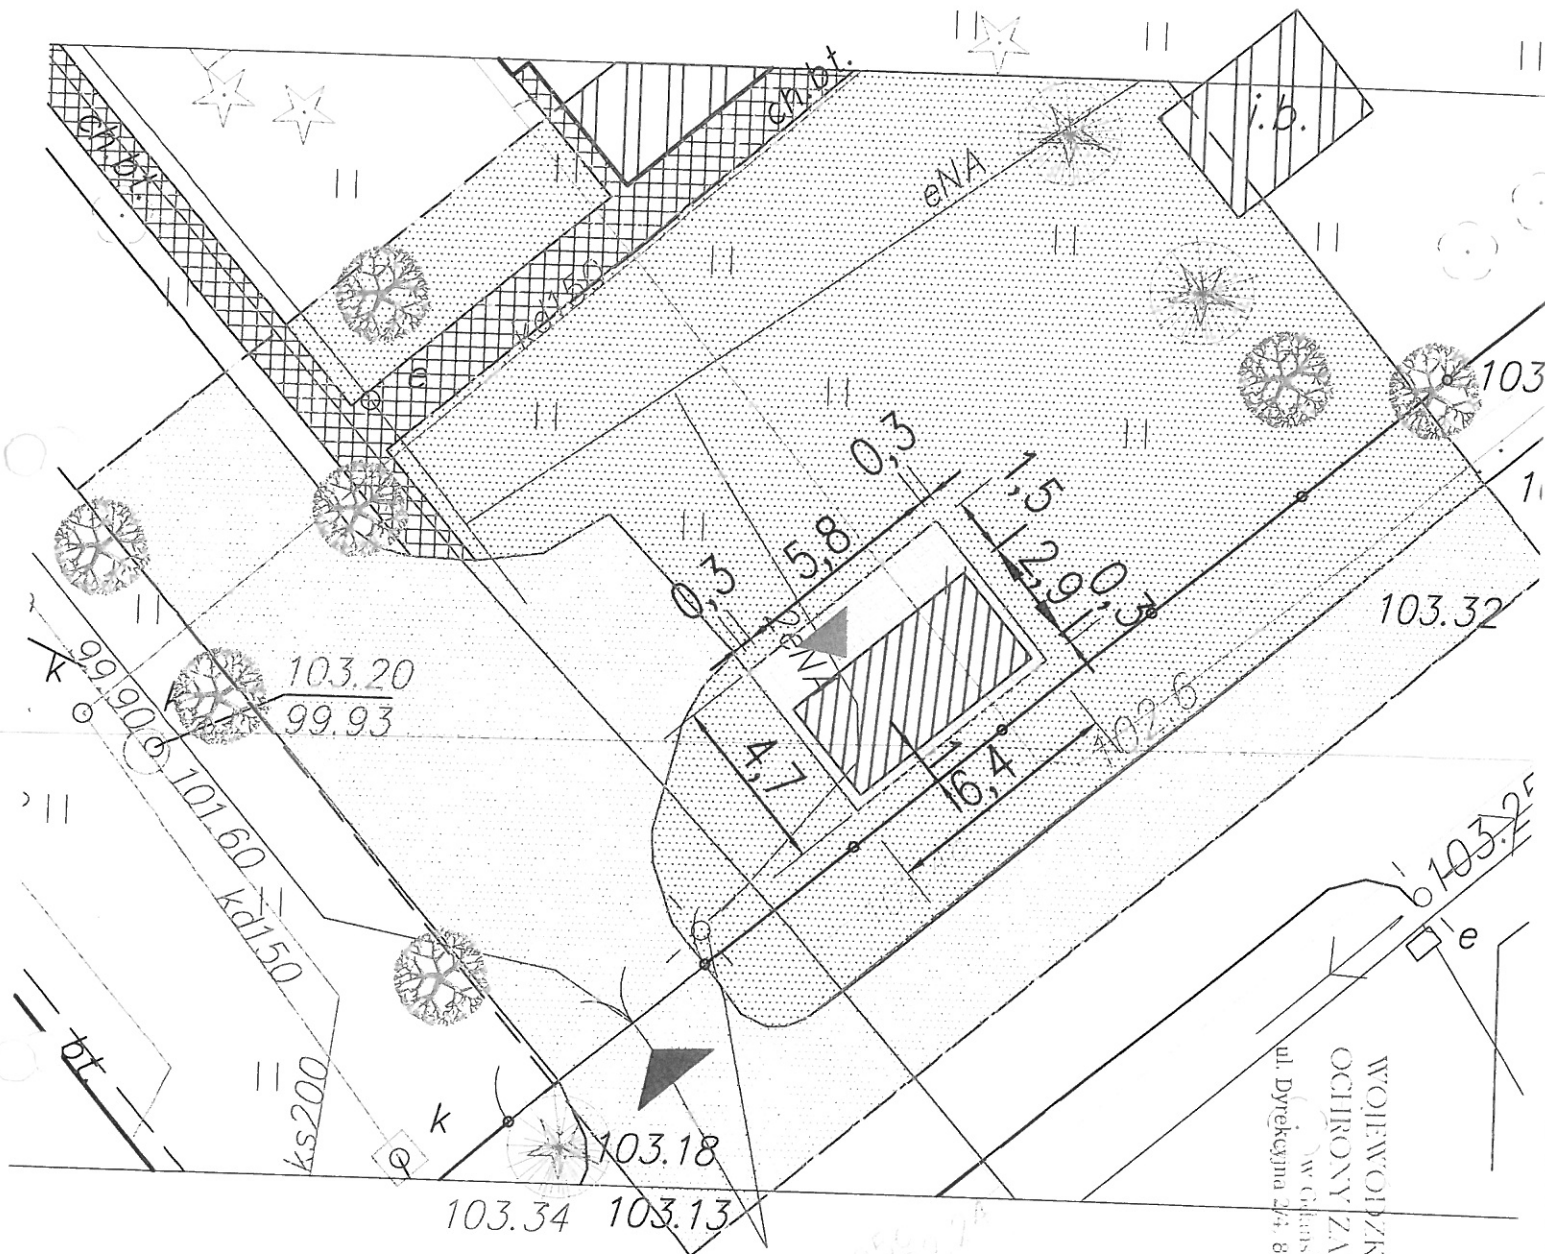 ch.bt.
i.b.
ch.bt.
eNA
kd150
e
103
0,3
1,5
5,8
2,9
0,3
0,3
eNA
103.32
k
99.90
103.20
99.93
4,7
6,4
102.6
101.60
kd150
103.25
e
bt.
ks200
k
103.18
103.34
103.13
WOJEWÓDZK
OCHRONY ZA
ul. Dyrekcyjna